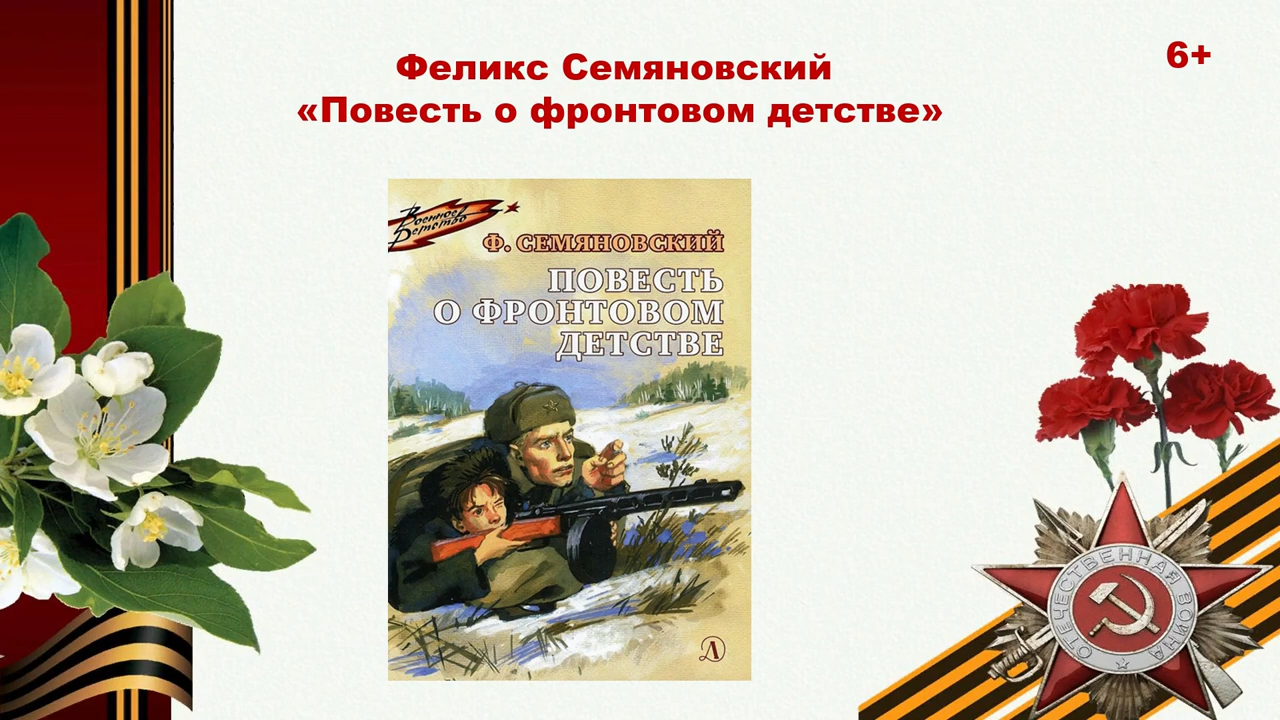 Феликс Семяновский
«Повесть о фронтовом детстве»
6+
Военное
Детство
Ф. СЕМЯНОВСКИЙ
ПОВЕСТЬ
О ФРОНТОВОМ
ДЕТСТВЕ
Д
ОТЕЧЕСТВЕННАЯ ВОЙНА